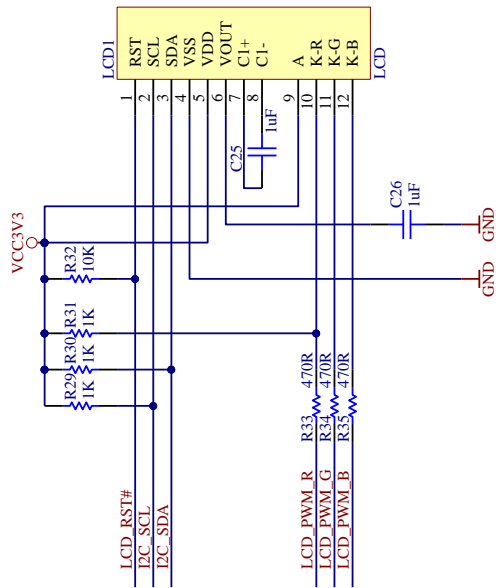 LCD1
RST
SCL
SDA
VSS
VDD
VOUT
C1+
C1-
A
K-R
K-G
K-B
LCD
1
2
3
4
5
6
7
8
9
10
11
12
C25
1uF
C26
1uF
GND
VCC3V3
R32
10K
GND
R31
1K
R30
1K
R29
1K
470R
470R
470R
R33
R34
R35
LCD_RST#
I2C_SCL
I2C_SDA
LCD_PWM_R
LCD_PWM_G
LCD_PWM_B